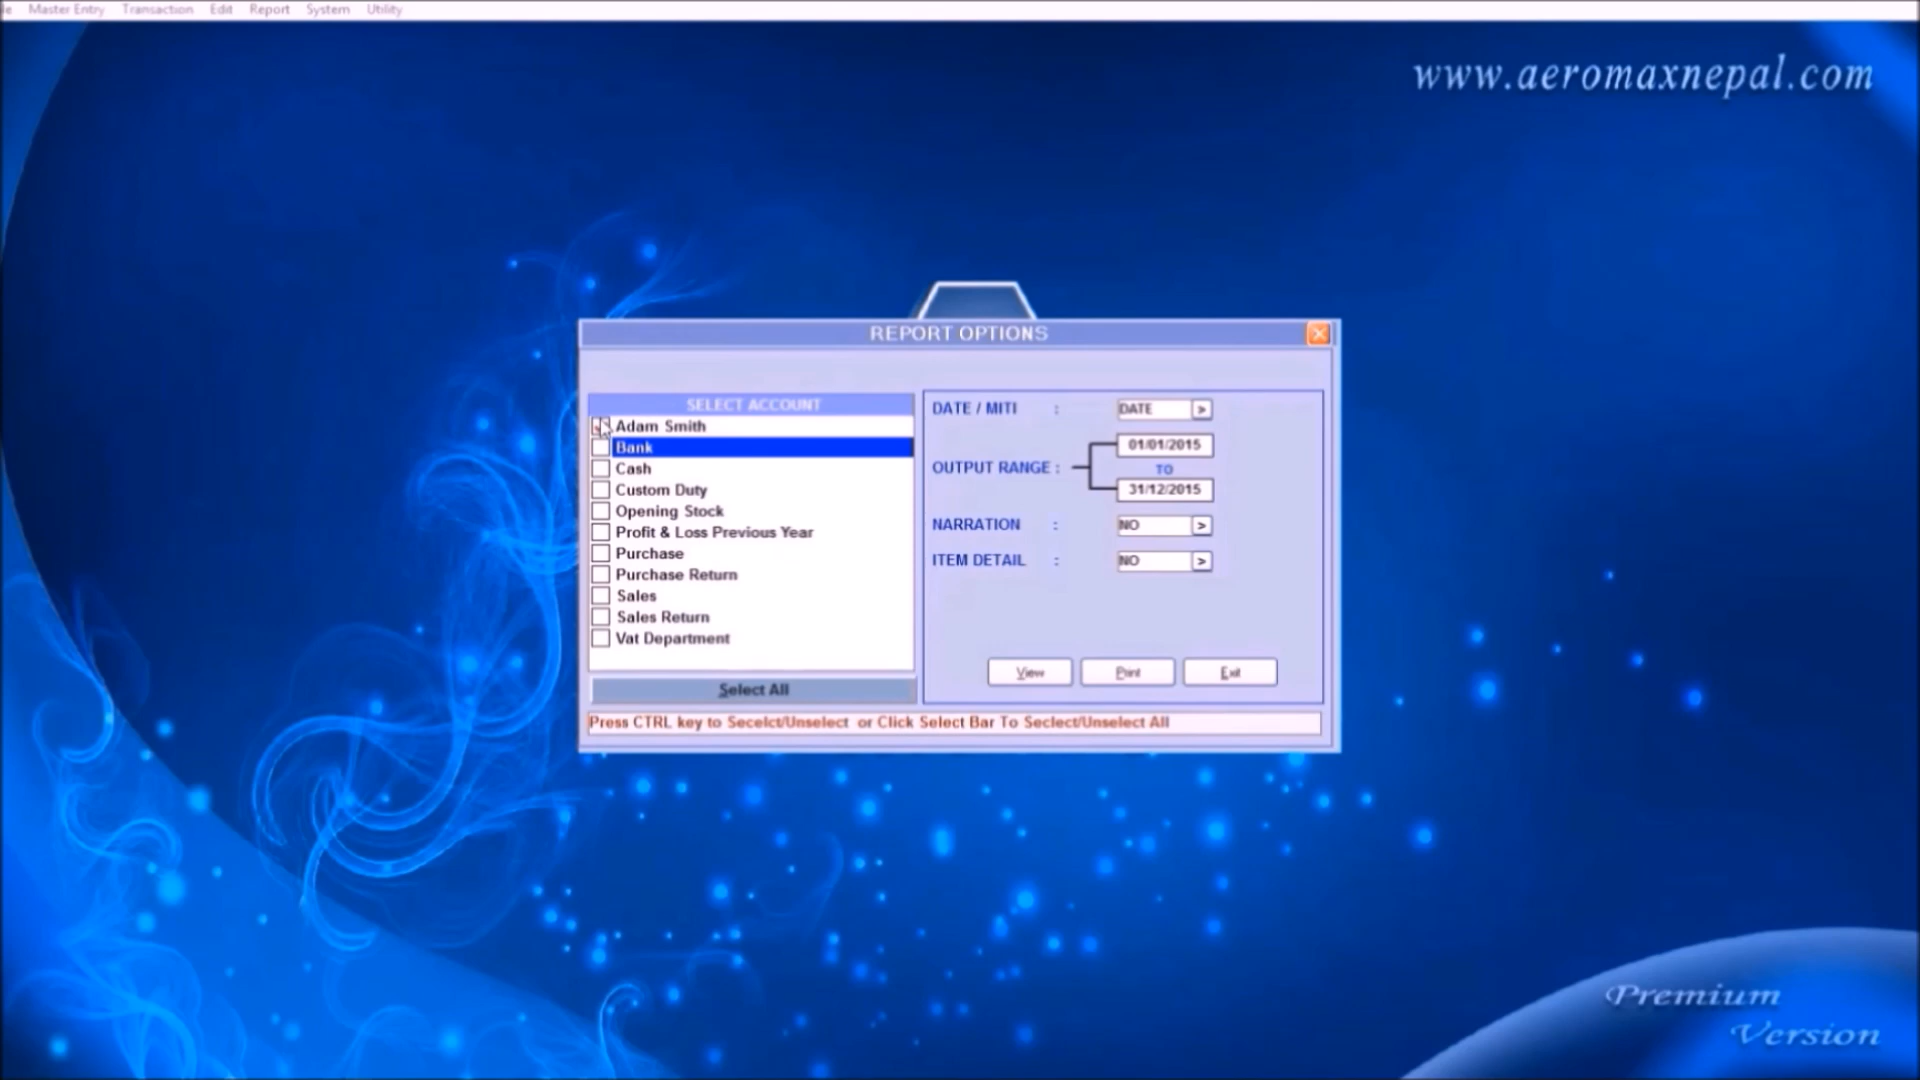 Master Entry Transaction Edit Report System Utility
www.aeromaxnepal.com
REPORT OPTIONS
SELECT ACCOUNT
Adam Smith
Bank
Cash
Custom Duty
Opening Stock
Profit & Loss Previous Year
Purchase
Purchase Return
Sales
Sales Return
Vat Department
Select All
DATE / MITI : DATE >
OUTPUT RANGE : 01/01/2015
TO
31/12/2015
NARRATION : NO >
ITEM DETAIL : NO >
View Print Exit
Press CTRL key to Secelct/Unselect or Click Select Bar To Seclect/Unselect All
Premium
Version